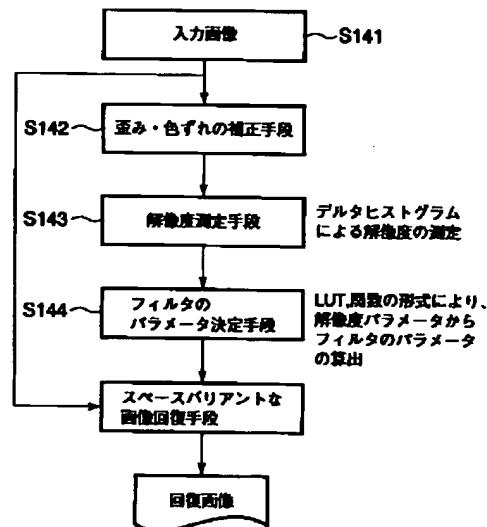 入力画像
S141
S142
歪み・色ずれの補正手段
S143
解像度測定手段
デルタヒストグラム
による解像度の測定
S144
フィルタの
パラメータ決定手段
LUT,関数の形式により、
解像度パラメータから
フィルタのパラメータ
の算出
スペースバリアントな
画像回復手段
回復画像